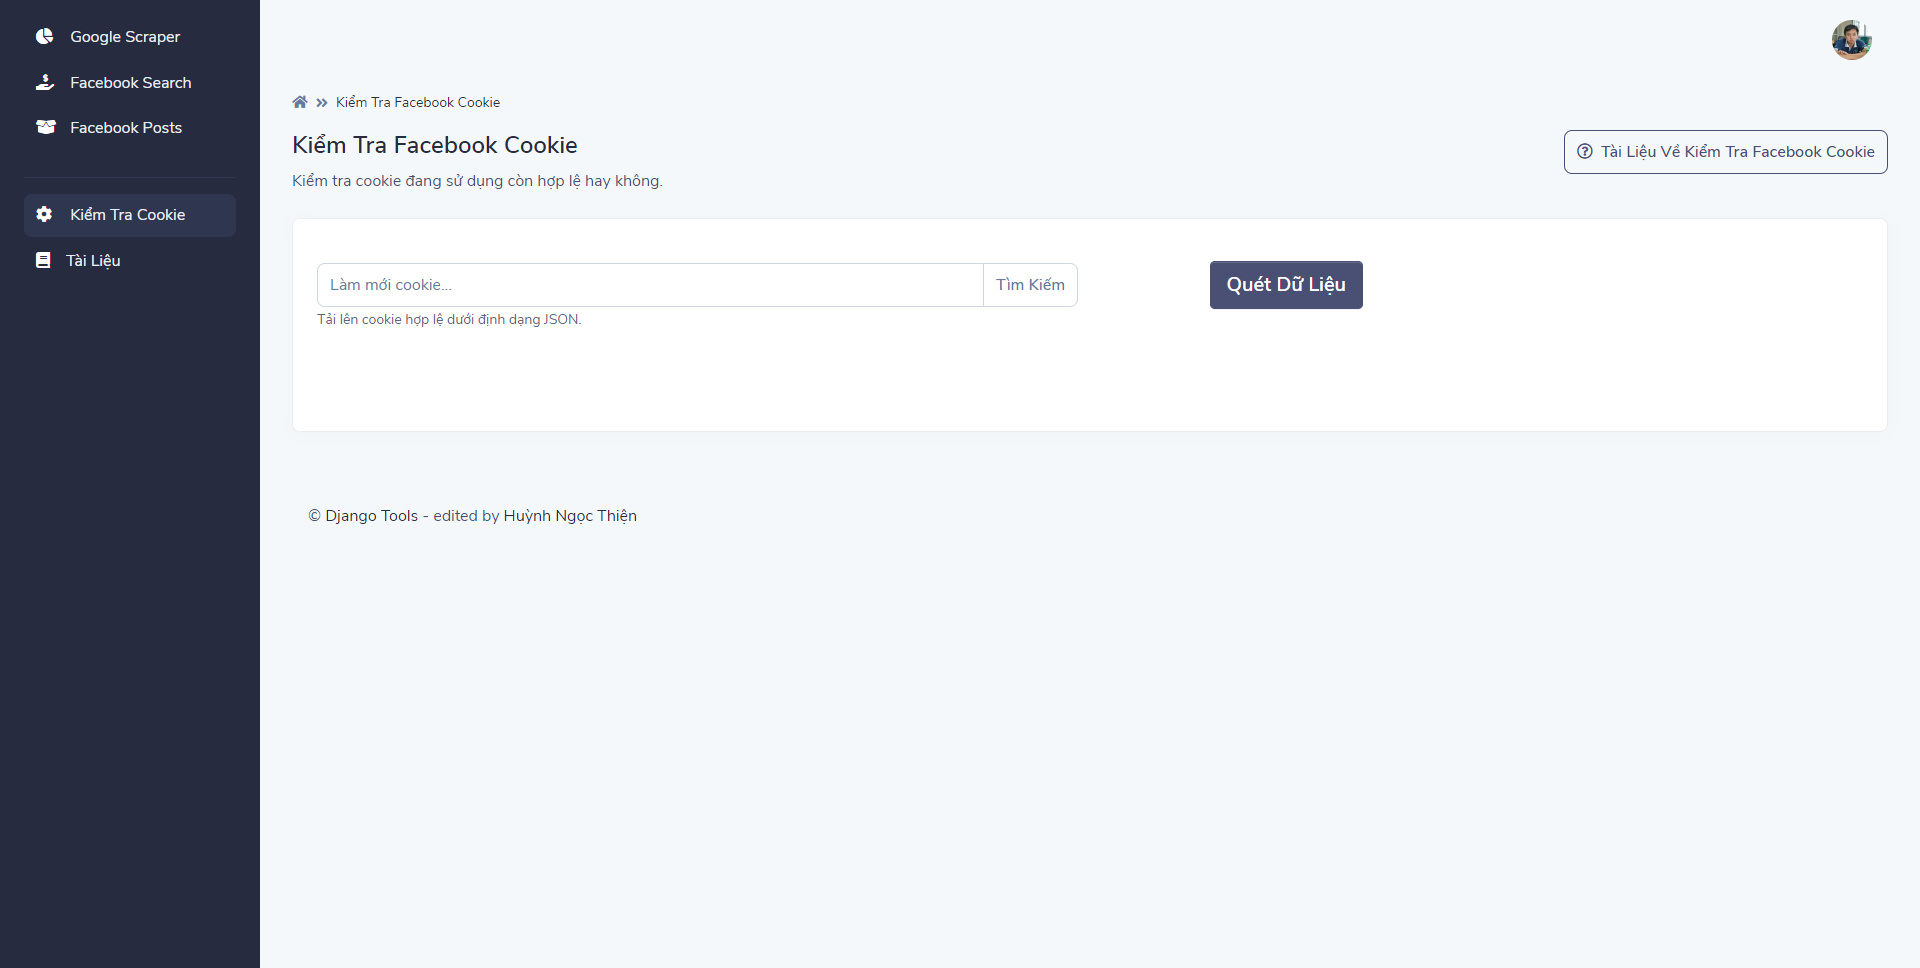 Google Scraper
Facebook Search
Facebook Posts
Kiểm Tra Cookie
Tài Liệu
Kiểm Tra Facebook Cookie
Kiểm Tra Facebook Cookie
Kiểm tra cookie đang sử dụng còn hợp lệ hay không.
Tài Liệu Về Kiểm Tra Facebook Cookie
Làm mới cookie...
Tìm Kiếm
Quét Dữ Liệu
Tải lên cookie hợp lệ dưới định dạng JSON.
© Django Tools - edited by Huỳnh Ngọc Thiện